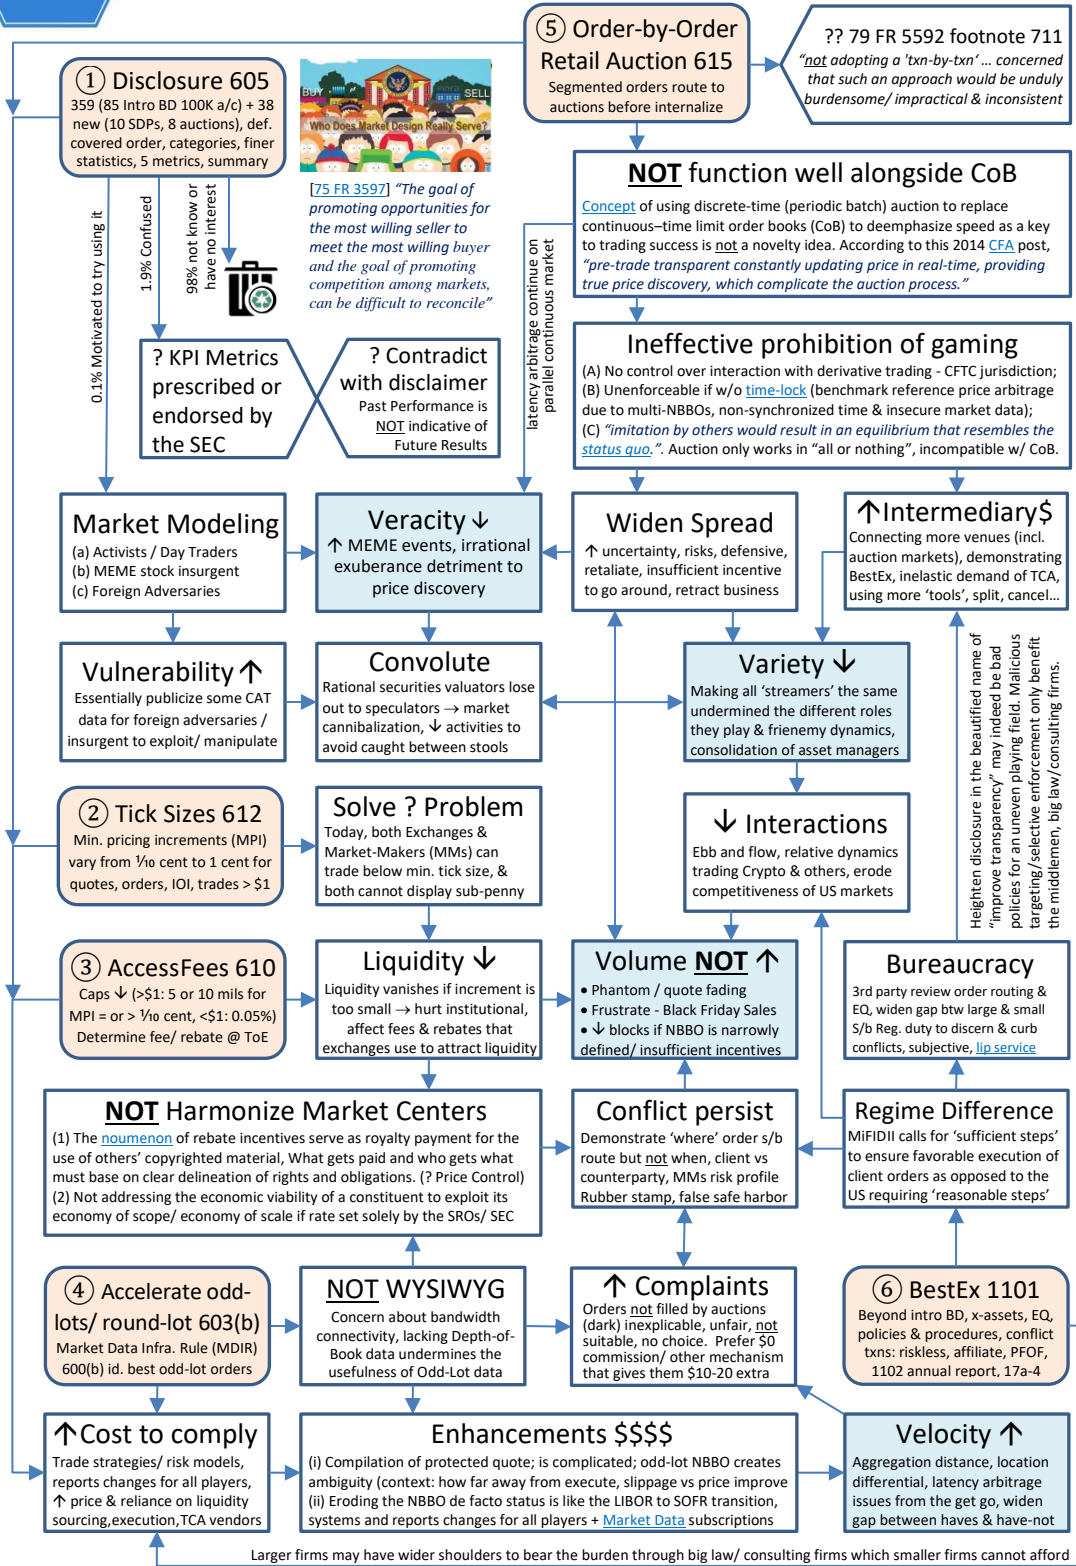 ⑤ Order-by-Order
Retail Auction 615
Segmented orders route to
auctions before internalize
?? 79 FR 5592 footnote 711
“not adopting a 'txn-by-txn‘ … concerned
that such an approach would be unduly
burdensome/ impractical & inconsistent
① Disclosure 605
359 (85 Intro BD 100K a/c) + 38
new (10 SDPs, 8 auctions), def.
covered order, categories, finer
statistics, 5 metrics, summary
BUY
SELL
Who Does Market Design Really Serve?
[75 FR 3597] “The goal of
promoting opportunities for
the most willing seller to
meet the most willing buyer
and the goal of promoting
competition among markets,
can be difficult to reconcile”
0.1% Motivated to try using it
1.9% Confused
98% not know or
have no interest
NOT function well alongside CoB
Concept of using discrete-time (periodic batch) auction to replace
continuous–time limit order books (CoB) to deemphasize speed as a key
to trading success is not a novelty idea. According to this 2014 CFA post,
“pre-trade transparent constantly updating price in real-time, providing
true price discovery, which complicate the auction process.”
latency arbitrage continue on
parallel continuous market
? KPI Metrics
prescribed or
endorsed by
the SEC
? Contradict
with disclaimer
Past Performance is
NOT indicative of
Future Results
Ineffective prohibition of gaming
(A) No control over interaction with derivative trading - CFTC jurisdiction;
(B) Unenforceable if w/o time-lock (benchmark reference price arbitrage
due to multi-NBBOs, non-synchronized time & insecure market data);
(C) “imitation by others would result in an equilibrium that resembles the
status quo.”. Auction only works in “all or nothing”, incompatible w/ CoB.
Market Modeling
(a) Activists / Day Traders
(b) MEME stock insurgent
(c) Foreign Adversaries
Veracity ↓
↑ MEME events, irrational
exuberance detriment to
price discovery
Widen Spread
↑ uncertainty, risks, defensive,
retaliate, insufficient incentive
to go around, retract business
↑Intermediary$
Connecting more venues (incl.
auction markets), demonstrating
BestEx, inelastic demand of TCA,
using more ‘tools’, split, cancel…
Vulnerability ↑
Essentially publicize some CAT
data for foreign adversaries /
insurgent to exploit/ manipulate
Convolute
Rational securities valuators lose
out to speculators → market
cannibalization, ↓ activities to
avoid caught between stools
Variety ↓
Making all ‘streamers’ the same
undermined the different roles
they play & frienemy dynamics,
consolidation of asset managers
Heighten disclosure in the beautified name of
“improve transparency” may indeed be bad
policies for an uneven playing field. Malicious
targeting/selective enforcement only benefit
the middlemen, big law/consulting firms.
② Tick Sizes 612
Min. pricing increments (MPI)
vary from ⅒ cent to 1 cent for
quotes, orders, IOI, trades > $1
Solve ? Problem
Today, both Exchanges &
Market-Makers (MMs) can
trade below min. tick size, &
both cannot display sub-penny
↓ Interactions
Ebb and flow, relative dynamics
trading Crypto & others, erode
competitiveness of US markets
③ AccessFees 610
Caps ↓ (>$1: 5 or 10 mils for
MPI = or > ⅒ cent, <$1: 0.05%)
Determine fee/ rebate @ ToE
Liquidity ↓
Liquidity vanishes if increment is
too small → hurt institutional,
affect fees & rebates that
exchanges use to attract liquidity
Volume NOT ↑
• Phantom / quote fading
• Frustrate - Black Friday Sales
• ↓ blocks if NBBO is narrowly
defined/ insufficient incentives
Bureaucracy
3rd party review order routing &
EQ, widen gap btw large & small
S/b Reg. duty to discern & curb
conflicts, subjective, lip service
NOT Harmonize Market Centers
(1) The noumenon of rebate incentives serve as royalty payment for the
use of others’ copyrighted material, What gets paid and who gets what
must base on clear delineation of rights and obligations. (? Price Control)
(2) Not addressing the economic viability of a constituent to exploit its
economy of scope/ economy of scale if rate set solely by the SROs/ SEC
Conflict persist
Demonstrate ‘where’ order s/b
route but not when, client vs
counterparty, MMs risk profile
Rubber stamp, false safe harbor
Regime Difference
MiFIDII calls for ‘sufficient steps’
to ensure favorable execution of
client orders as opposed to the
US requiring ‘reasonable steps’
④ Accelerate odd-
lots/ round-lot 603(b)
Market Data Infra. Rule (MDIR)
600(b) id. best odd-lot orders
NOT WYSIWYG
Concern about bandwidth
connectivity, lacking Depth-of-
Book data undermines the
usefulness of Odd-Lot data
↑ Complaints
Orders not filled by auctions
(dark) inexplicable, unfair, not
suitable, no choice.  Prefer $0
commission/ other mechanism
that gives them $10-20 extra
⑥ BestEx 1101
Beyond intro BD, x-assets, EQ,
policies & procedures, conflict
txns: riskless, affiliate, PFOF,
1102 annual report, 17a-4
↑Cost to comply
Trade strategies/ risk models,
reports changes for all players,
↑ price & reliance on liquidity
sourcing,execution,TCA vendors
Enhancements $$$$
(i) Compilation of protected quote; is complicated; odd-lot NBBO creates
ambiguity (context: how far away from execute, slippage vs price improve
(ii) Eroding the NBBO de facto status is like the LIBOR to SOFR transition,
systems and reports changes for all players + Market Data subscriptions
Velocity ↑
Aggregation distance, location
differential, latency arbitrage
issues from the get go, widen
gap between haves & have-not
Larger firms may have wider shoulders to bear the burden through big law/ consulting firms which smaller firms cannot afford